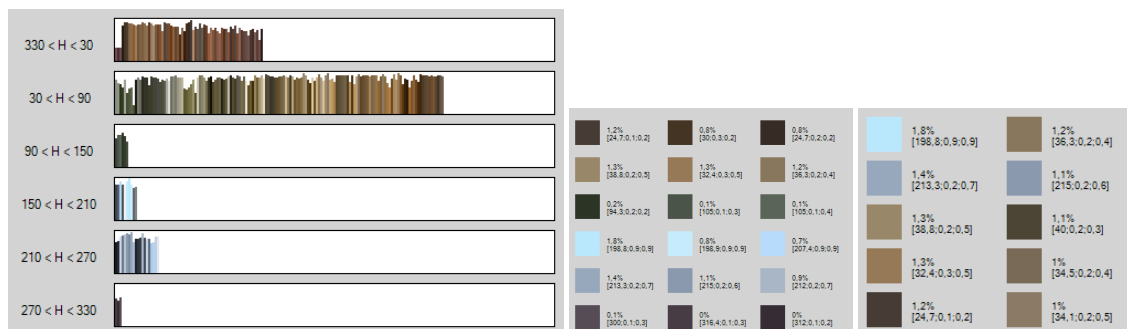 330 < H < 30
30 < H < 90
90 < H < 150
150 < H < 210
210 < H < 270
270 < H < 330
1,2% 0,8% 0,8%
[24,7;0,1;0,2] [30;0,3;0,2] [24,7;0,2;0,2]
1,3% 1,3% 1,2%
[38,8;0,2;0,5] [32,4;0,3;0,5] [36,3;0,2;0,4]
0,2% 0,1% 0,1%
[94,3;0,2;0,2] [105;0,1;0,3] [105;0,1;0,4]
1,8% 0,8% 0,7%
[198,8;0,9;0,9] [198,9;0,9;0,9] [207,4;0,9;0,9]
1,4% 1,1% 0,9%
[213,3;0,2;0,7] [215;0,2;0,6] [212;0,2;0,7]
0,1% 0% 0%
[300;0,1;0,3] [316,4;0,1;0,3] [312;0,1;0,2]
1,8% 1,2%
[198,8;0,9;0,9] [36,3;0,2;0,4]
1,4% 1,1%
[213,3;0,2;0,7] [215;0,2;0,6]
1,3% 1,1%
[38,8;0,2;0,5] [40;0,2;0,3]
1,3% 1%
[32,4;0,3;0,5] [34,5;0,2;0,4]
1,2% 1%
[24,7;0,1;0,2] [34,1;0,2;0,5]